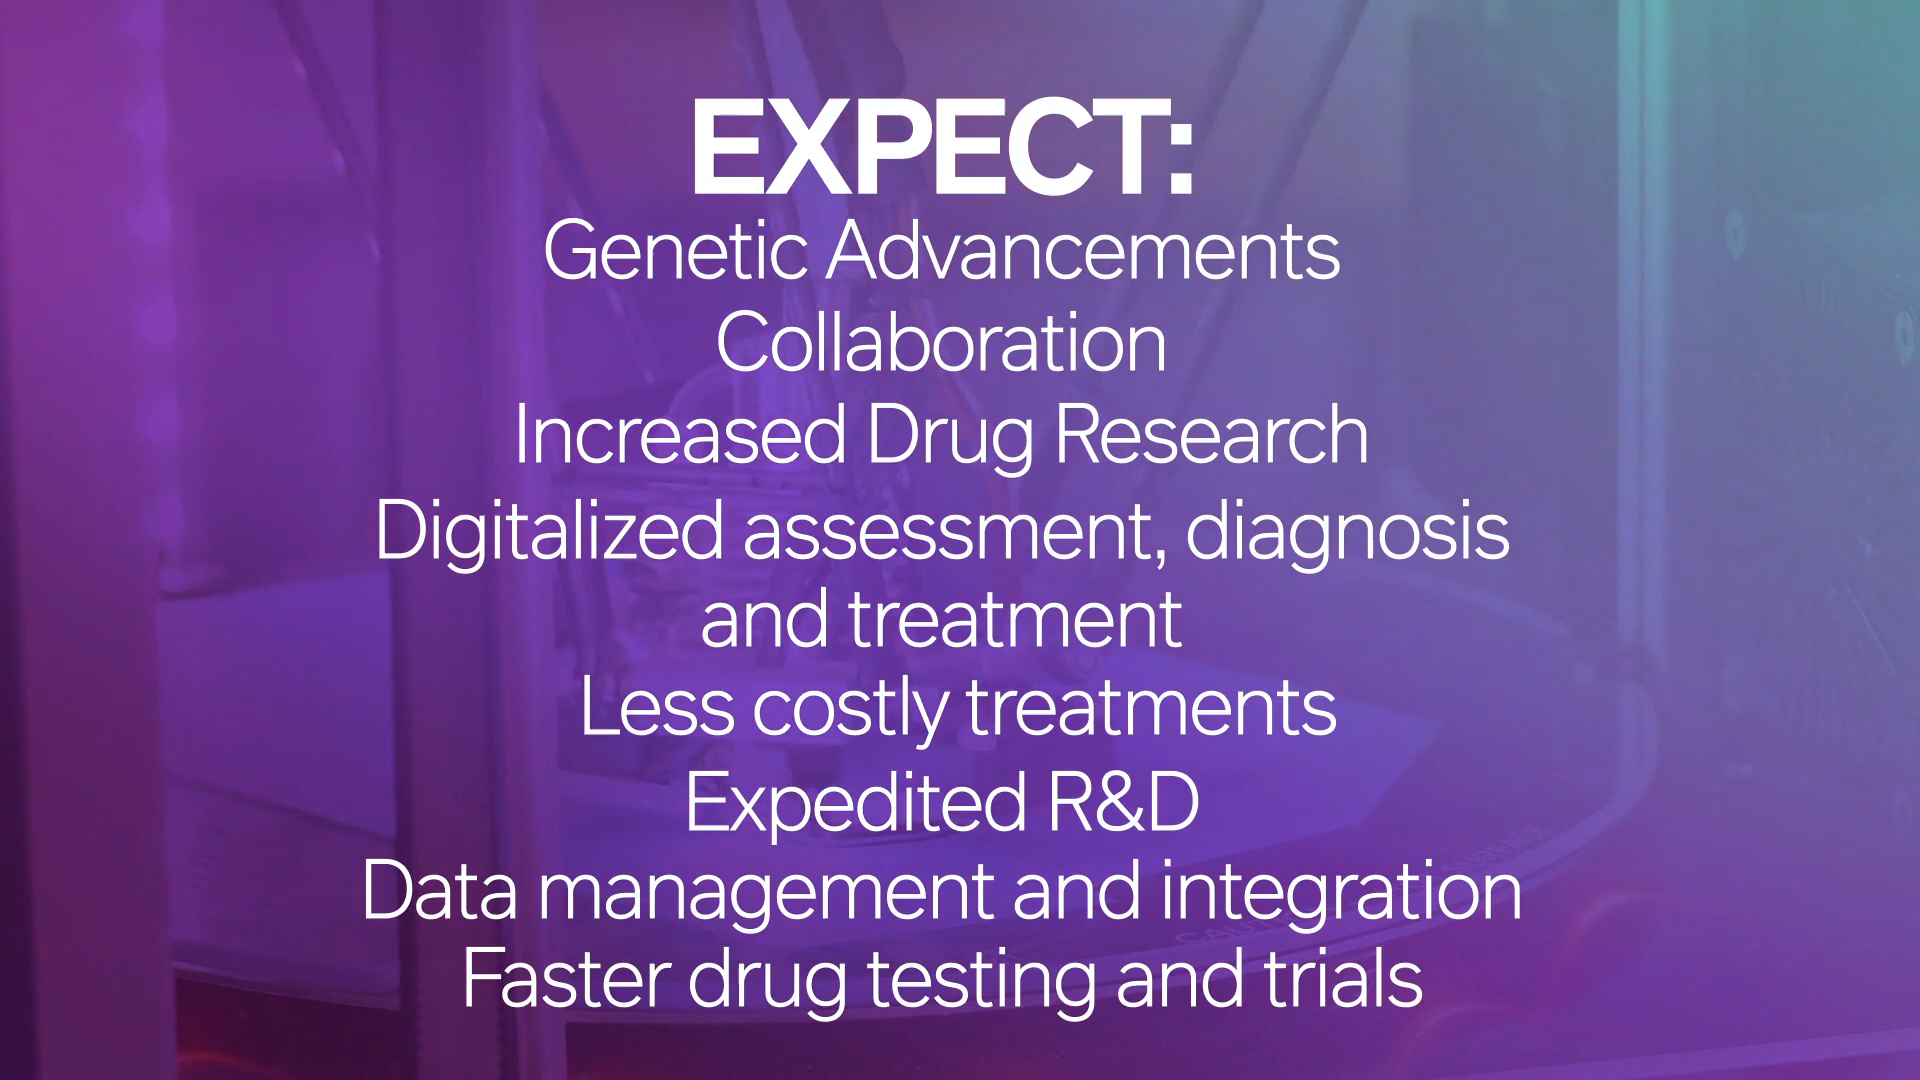 EXPECT:
Genetic Advancements
Collaboration
Increased Drug Research
Digitalized assessment, diagnosis
and treatment
Less costly treatments
Expedited R&D
Data management and integration
Faster drug testing and trials